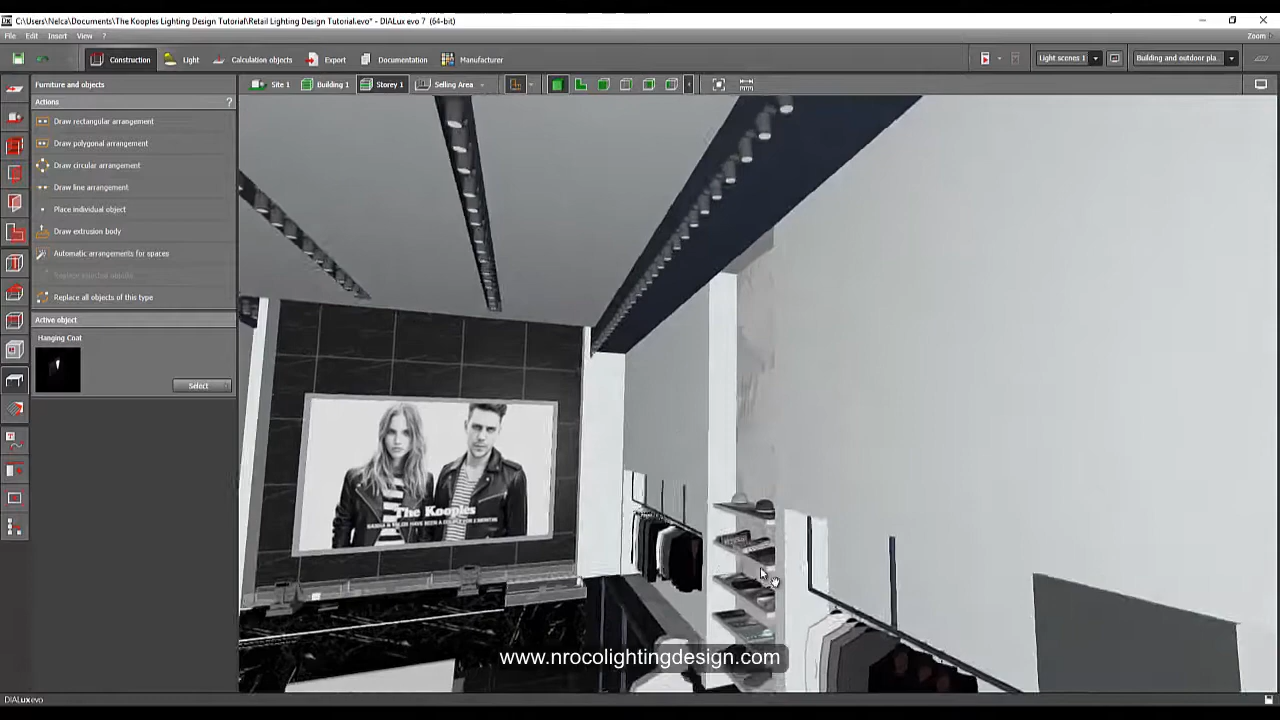 C:\Users\Nelca\Documents\The Kooples Lighting Design Tutorial\Retail Lighting Design Tutorial.evo* - DIALux evo 7 (64-bit)
File Edit Insert View ?
Zoom ...
Construction Light Calculation objects Export Documentation Manufacturer
Light scenes 1
Building and outdoor pla...
Furniture and objects
Site 1 Building 1 Storey 1 Selling Area
Actions ?
Draw rectangular arrangement
Draw polygonal arrangement
Draw circular arrangement
Draw line arrangement
Place individual object
Draw extrusion body
Automatic arrangements for spaces
Replace selected objects
Replace all objects of this type
Active object
Hanging Coat
Select
The Kooples
www.nrocolightingdesign.com
DIALux evo